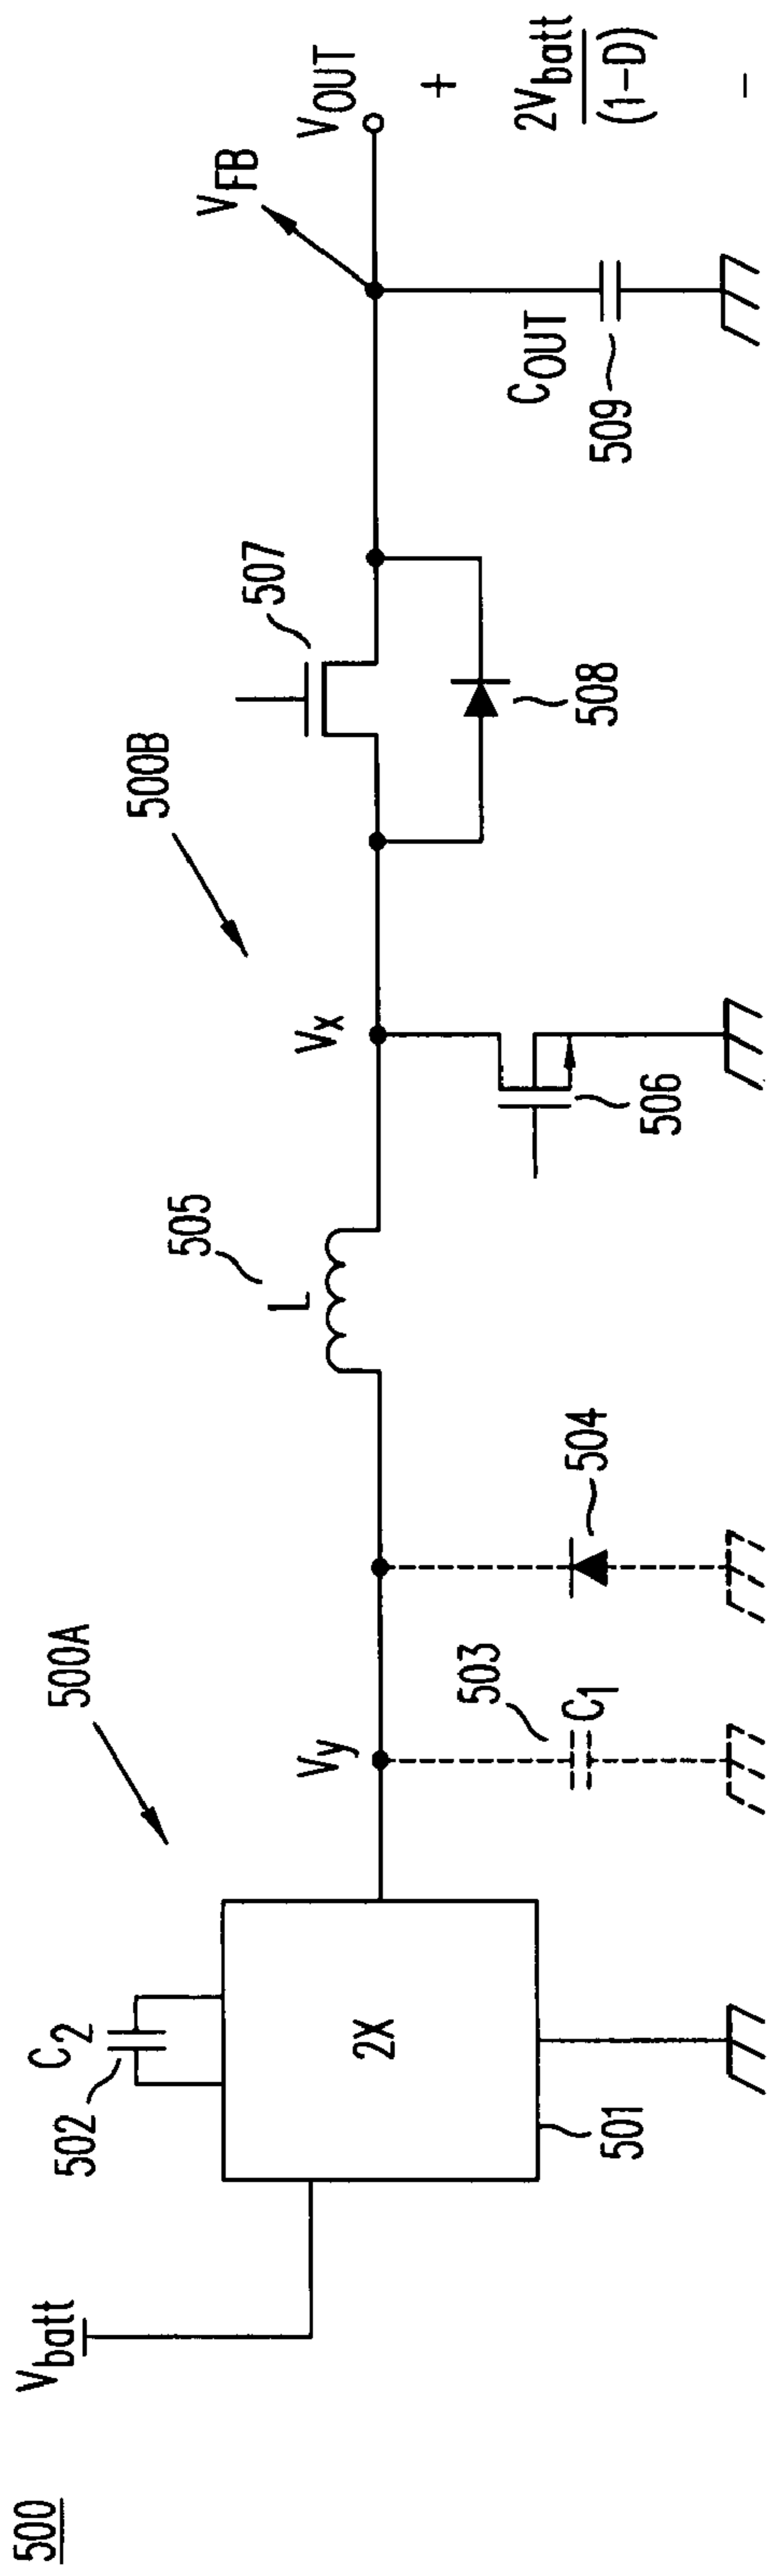 500
V_batt
502
C_2
2X
501
500A
V_y
503
C_1
504
505
L
V_x
506
500B
507
508
C_OUT
509
V_FB
V_OUT
+
2V_batt
(1-D)
-